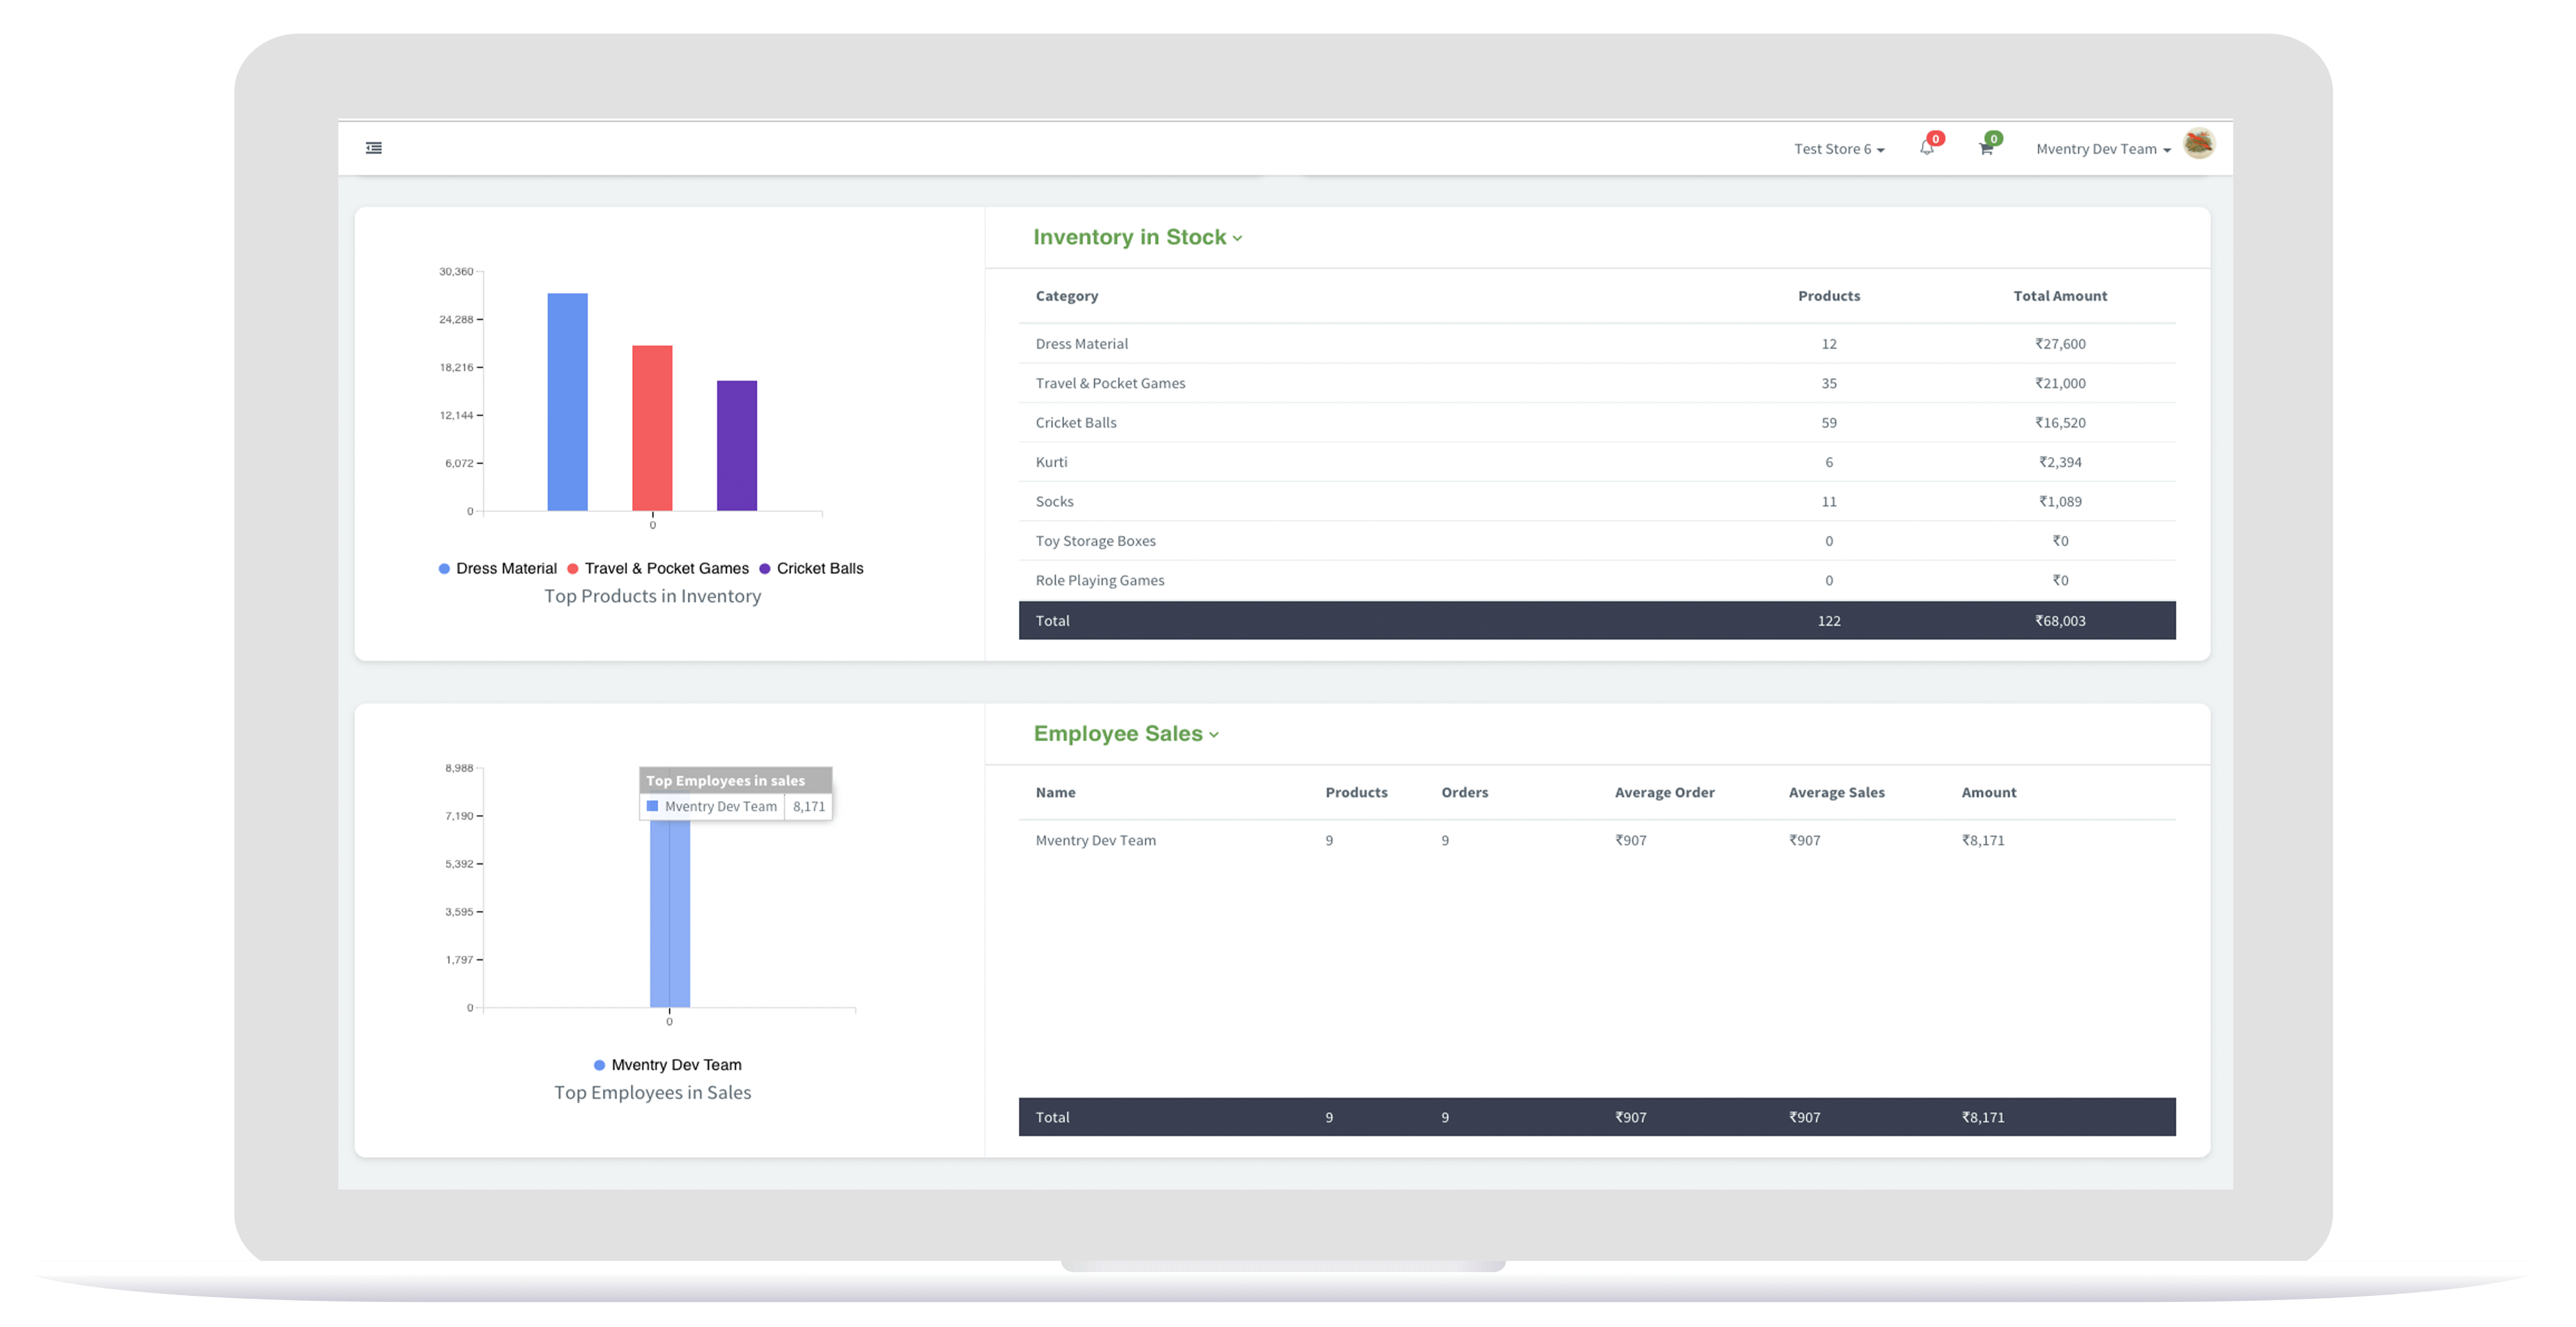 Test Store 6 0 0 Mventry Dev Team
30,360
24,288
18,216
12,144
6,072
0
0
Dress Material Travel & Pocket Games Cricket Balls
Top Products in Inventory
Inventory in Stock
Category Products Total Amount
Dress Material 12 ₹27,600
Travel & Pocket Games 35 ₹21,000
Cricket Balls 59 ₹16,520
Kurti 6 ₹2,394
Socks 11 ₹1,089
Toy Storage Boxes 0 ₹0
Role Playing Games 0 ₹0
Total 122 ₹68,003
8,988
7,190
5,392
3,595
1,797
0
0
Top Employees in sales
Mventry Dev Team 8,171
Mventry Dev Team
Top Employees in Sales
Employee Sales
Name Products Orders Average Order Average Sales Amount
Mventry Dev Team 9 9 ₹907 ₹907 ₹8,171
Total 9 9 ₹907 ₹907 ₹8,171